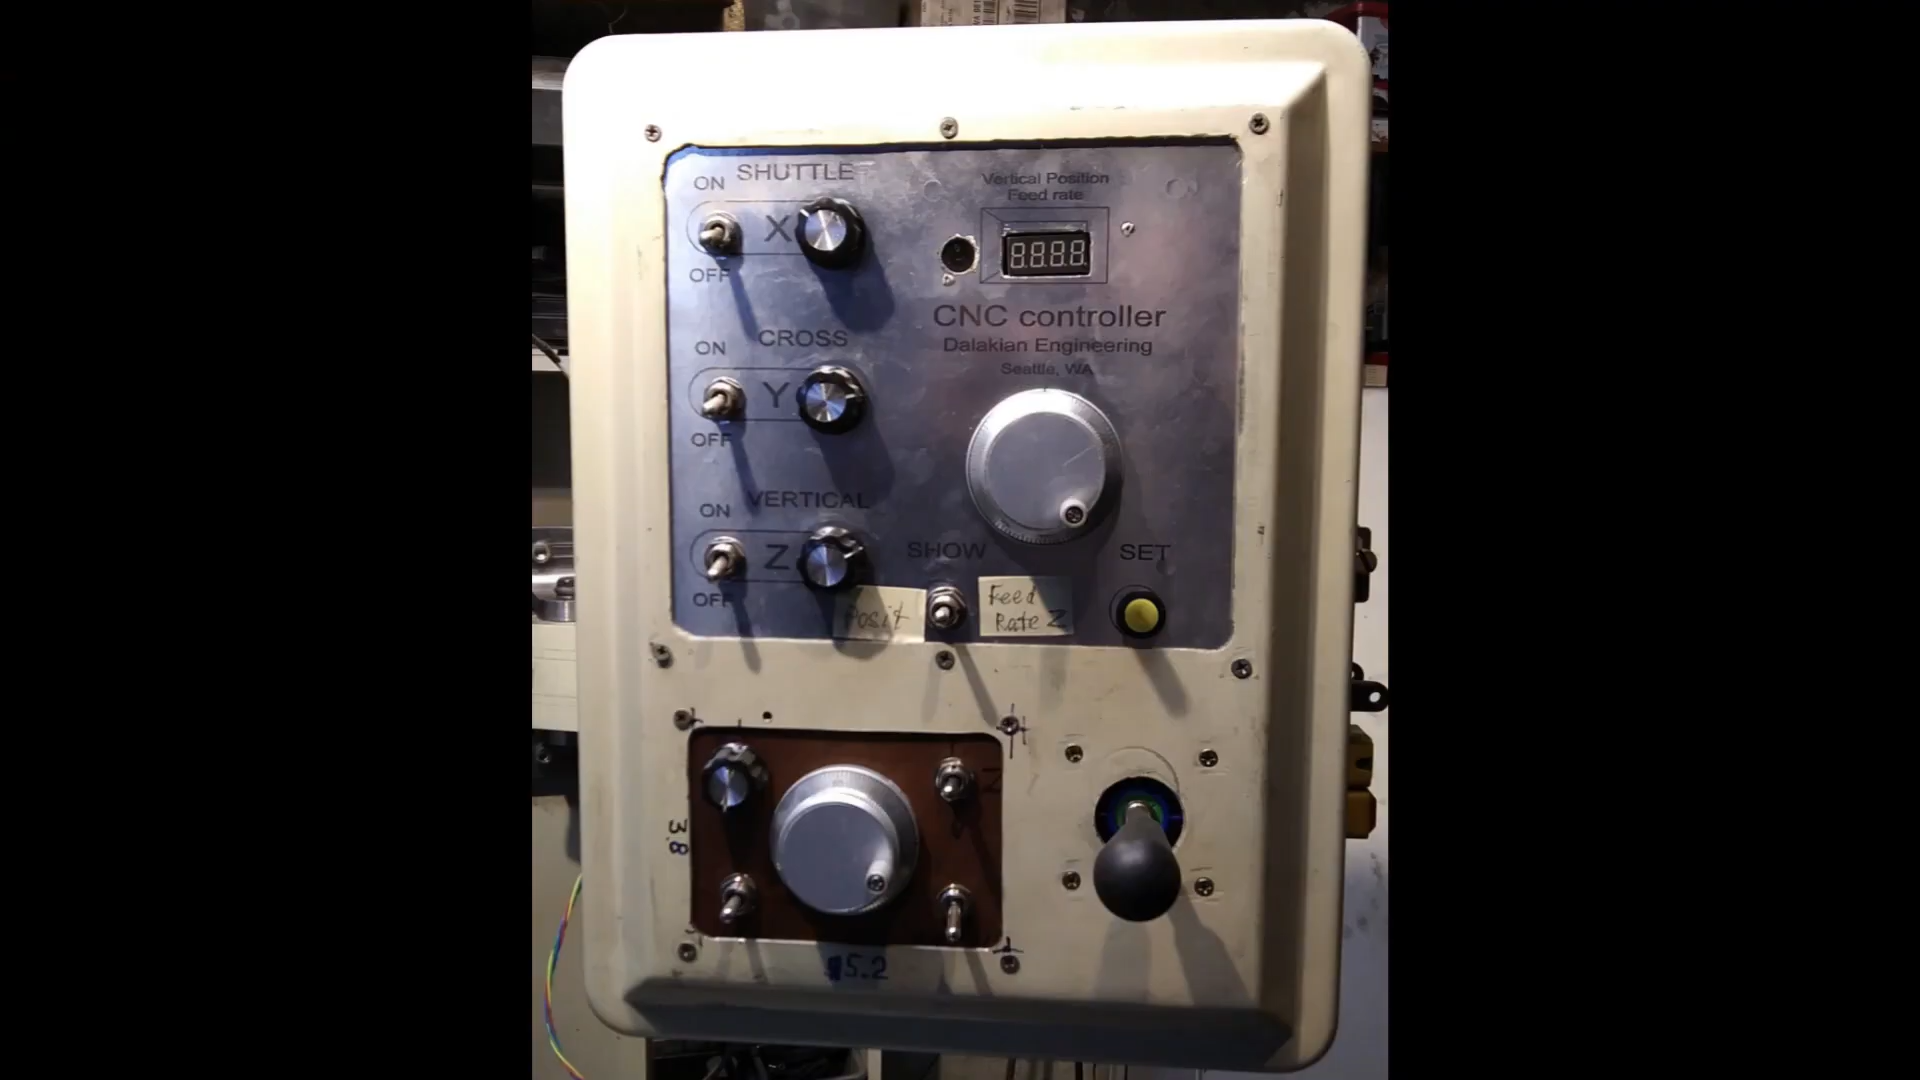 SHUTTLE
ON
X
OFF
Vertical Position
Feed rate
8.8.8.8.
CNC controller
Dalakian Engineering
Seattle, WA
CROSS
ON
Y
OFF
VERTICAL
ON
Z
OFF
SHOW
SET
Posit
Feed
Rate Z
3.8
15.2